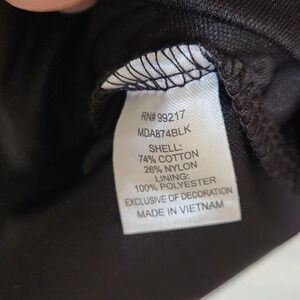 RN# 99217
MDA874BLK
SHELL:
74% COTTON
26% NYLON
LINING:
100% POLYESTER
EXCLUSIVE OF DECORATION
MADE IN VIETNAM